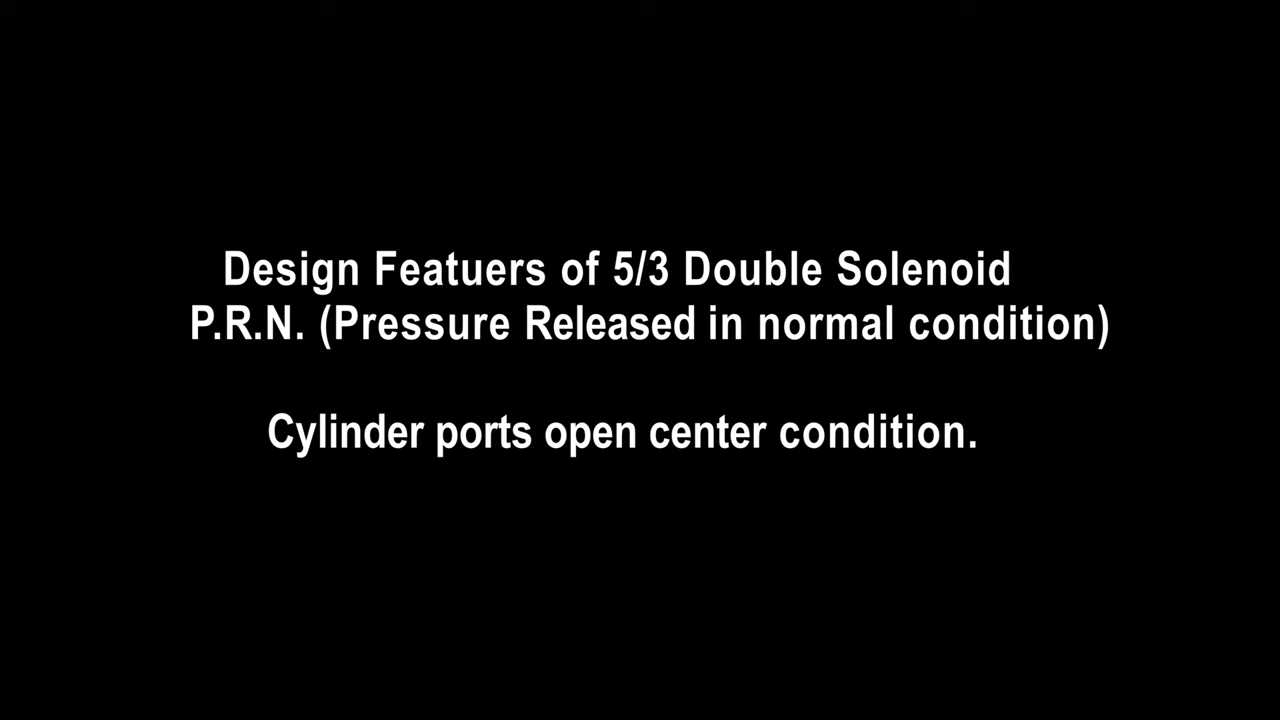 Design Featuers of 5/3 Double Solenoid
P.R.N. (Pressure Released in normal condition)
Cylinder ports open center condition.